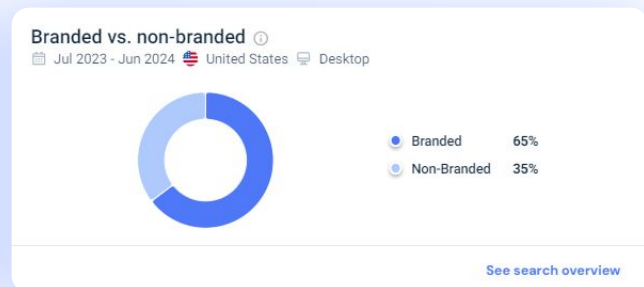 Branded vs. non-branded
Jul 2023 - Jun 2024 United States Desktop
Branded 65%
Non-Branded 35%
See search overview